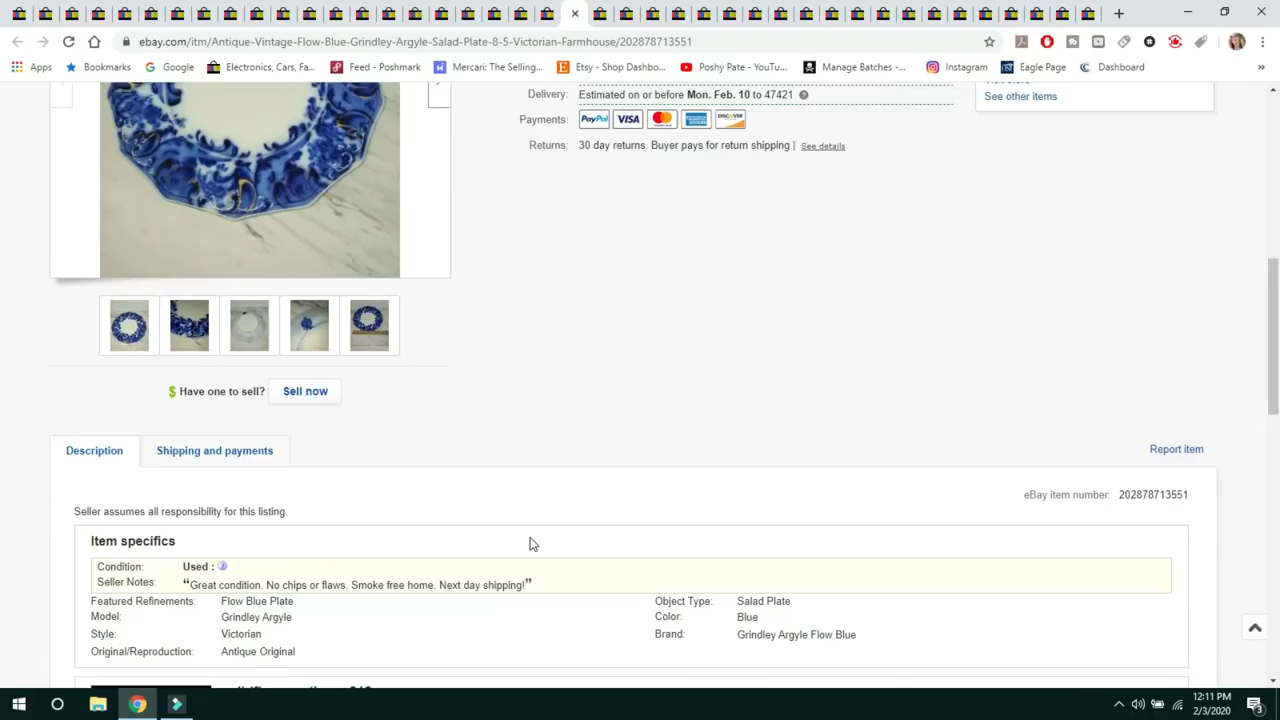 ebay.com/itm/Antique-Vintage-Flow-Blue-Grindley-Argyle-Salad-Plate-8-5-Victorian-Farmhouse/202878713551
Apps Bookmarks Google Electronics, Cars, Fa... Feed - Poshmark Mercari: The Selling... Etsy - Shop Dashbo... Poshy Pate - YouTu... Manage Batches -... Instagram Eagle Page Dashboard »
Delivery: Estimated on or before Mon. Feb. 10 to 47421
See other items
Payments: PayPal VISA MasterCard DISCOVER
Returns: 30 day returns. Buyer pays for return shipping | See details
$ Have one to sell? Sell now
Description Shipping and payments Report item
eBay item number: 202878713551
Seller assumes all responsibility for this listing.
Item specifics
Condition: Used :
Seller Notes: “Great condition. No chips or flaws. Smoke free home. Next day shipping!”
Featured Refinements: Flow Blue Plate Object Type: Salad Plate
Model: Grindley Argyle Color: Blue
Style: Victorian Brand: Grindley Argyle Flow Blue
Original/Reproduction: Antique Original
12:11 PM
2/3/2020
3